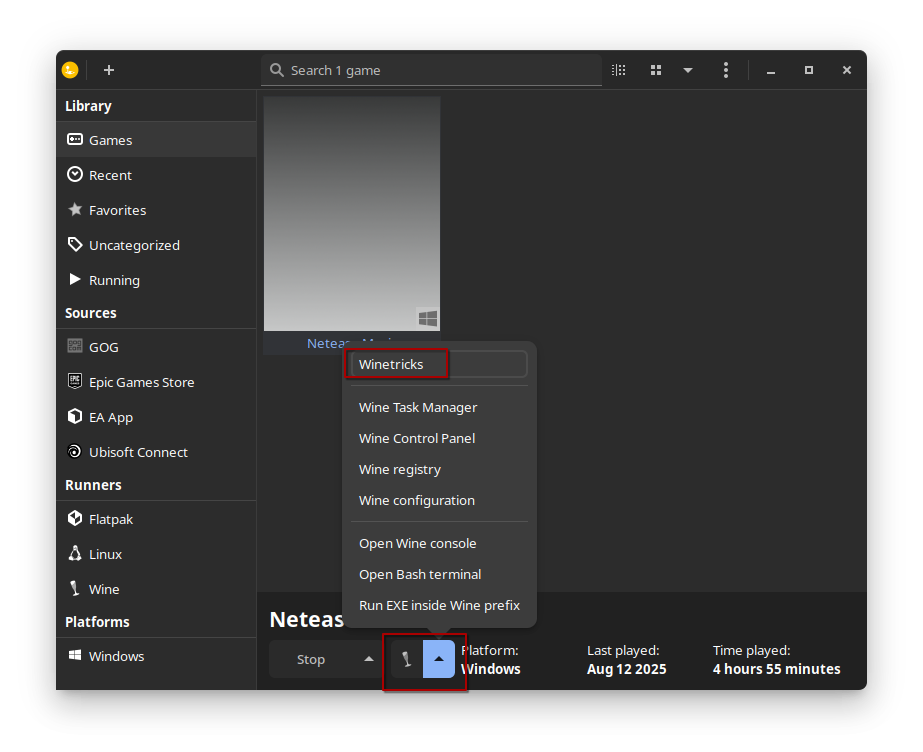 Search 1 game
Library
Games
Recent
Favorites
Uncategorized
Running
Sources
GOG
Epic Games Store
EA App
Ubisoft Connect
Runners
Flatpak
Linux
Wine
Platforms
Windows
Winetricks
Wine Task Manager
Wine Control Panel
Wine registry
Wine configuration
Open Wine console
Open Bash terminal
Run EXE inside Wine prefix
Neteas
Stop
Platform:
Windows
Last played:
Aug 12 2025
Time played:
4 hours 55 minutes